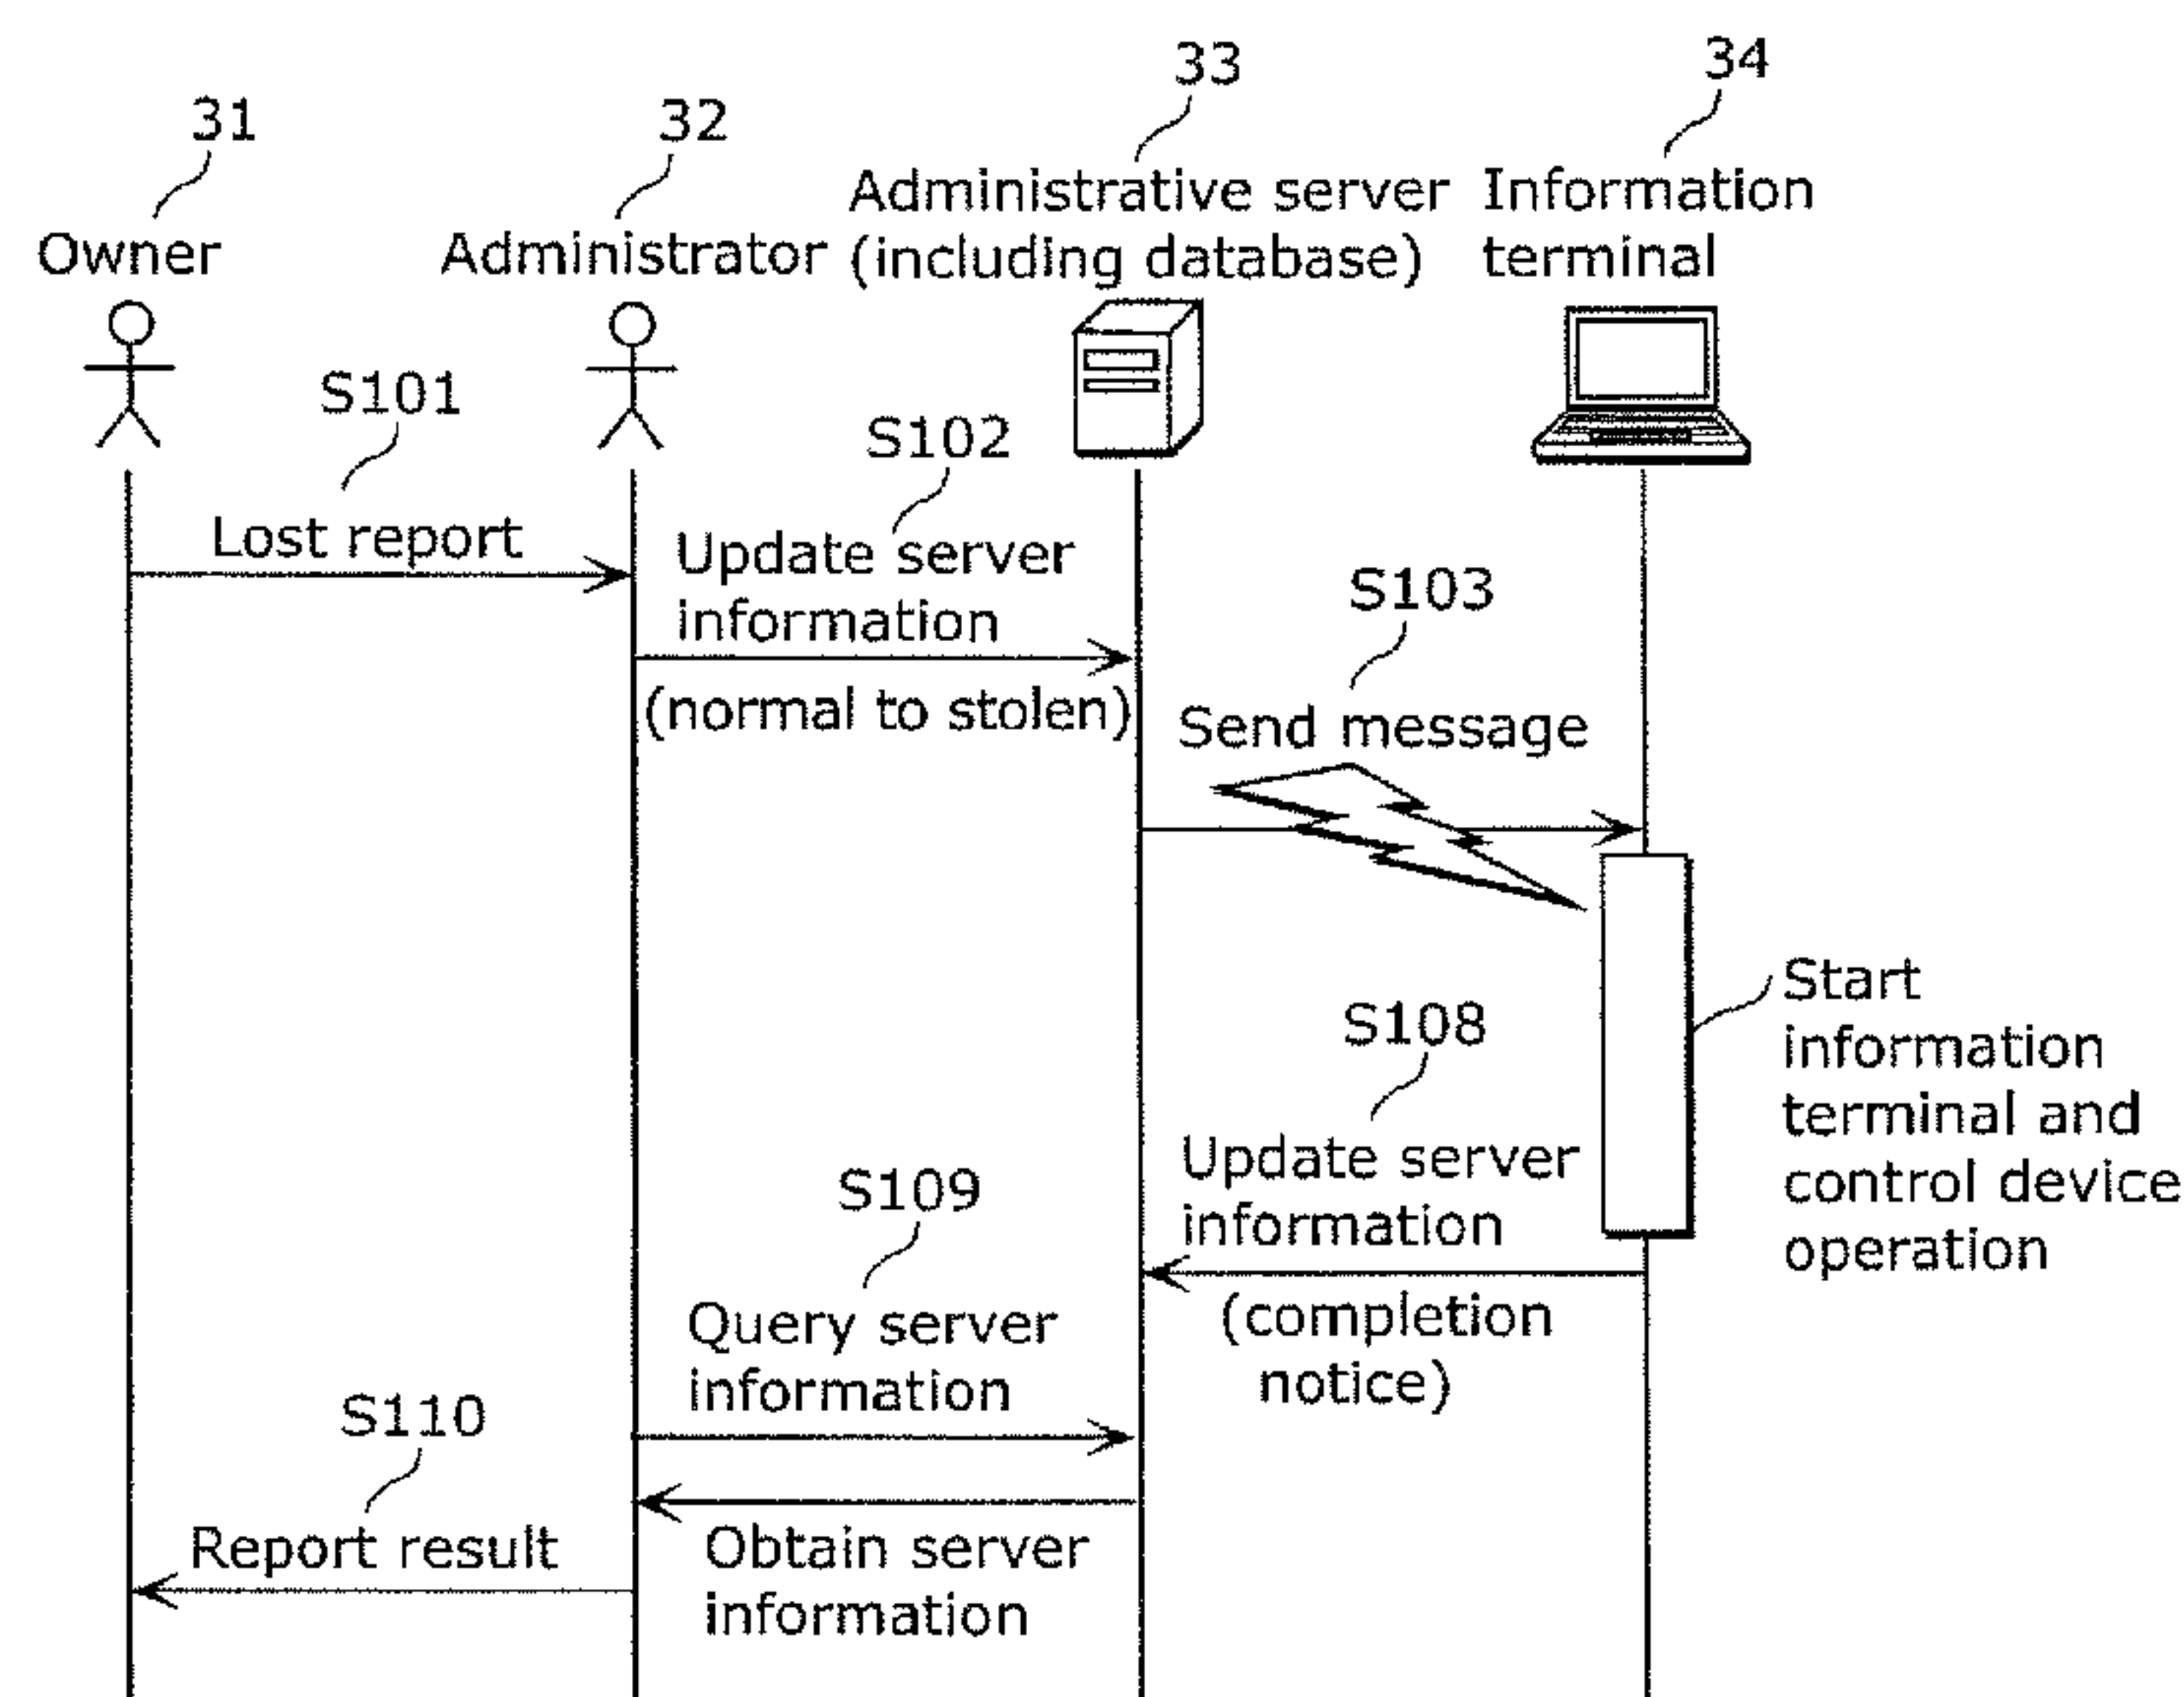 31
32
33
34
Owner
Administrator
Administrative server
(including database)
Information
terminal
S101
Lost report
S102
Update server
information
(normal to stolen)
S103
Send message
Start
information
terminal and
control device
operation
S108
Update server
information
(completion
notice)
S109
Query server
information
Obtain server
information
S110
Report result